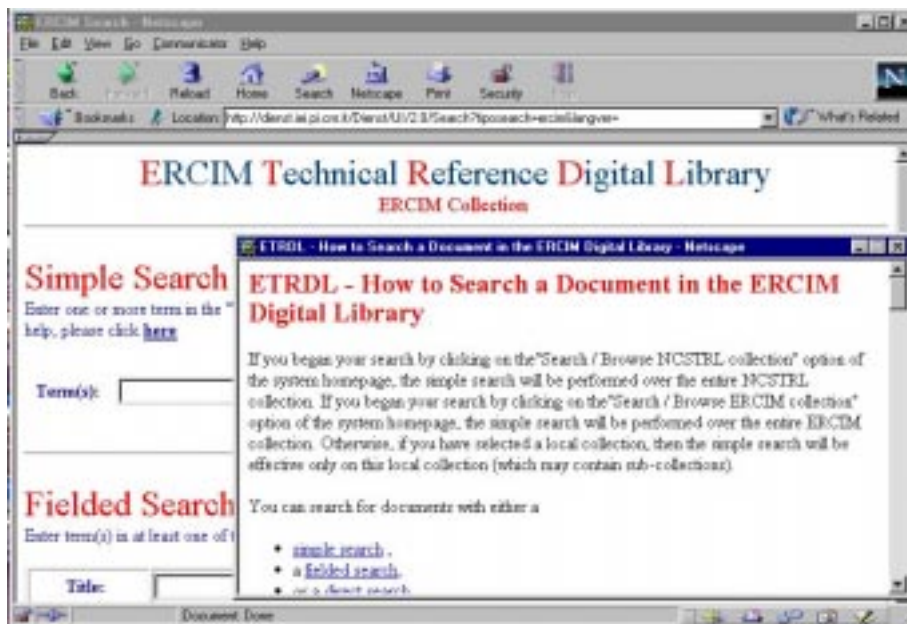 ERCIM Search - Netscape
File Edit View Go Communicator Help
Back Reload Home Search Netscape Print Security
Bookmarks Location: What's Related
ERCIM Technical Reference Digital Library
ERCIM Collection
Simple Search
Enter one or more term in the "
help, please click here
Term(s):
Fielded Search
Enter term(s) in at least one of t
Title:
ETRDL - How to Search a Document in the ERCIM Digital Library - Netscape
ETRDL - How to Search a Document in the ERCIM
Digital Library
If you began your search by clicking on the"Search / Browse NCSTRL collection" option of
the system homepage, the simple search will be performed over the entire NCSTRL
collection. If you began your search by clicking on the"Search / Browse ERCIM collection"
option of the system homepage, the simple search will be performed over the entire ERCIM
collection. Otherwise, if you have selected a local collection, then the simple search will be
effective only on this local collection (which may contain sub-collections).
You can search for documents with either a
• simple search ,
• a fielded search,
• or a direct search
Document: Done